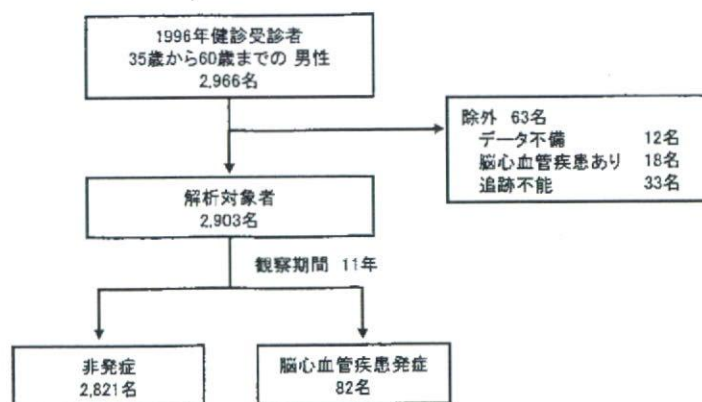 1996年健診受診者
35歳から60歳までの 男性
2,966名
除外 63名
データ不備 12名
脳心血管疾患あり 18名
追跡不能 33名
解析対象者
2,903名
観察期間 11年
非発症
2,821名
脳心血管疾患発症
82名